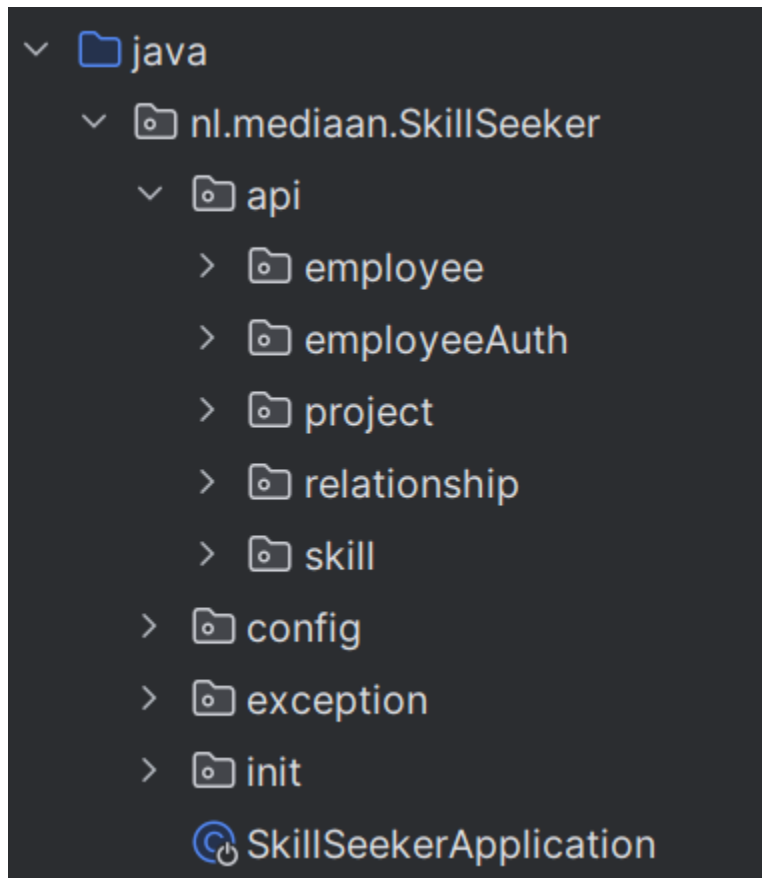 java
nl.mediaan.SkillSeeker
api
employee
employeeAuth
project
relationship
skill
config
exception
init
SkillSeekerApplication